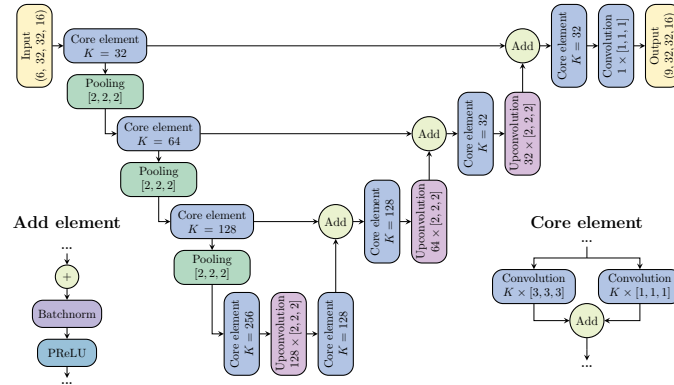 Input
(6, 32, 32, 16)
Core element
K = 32
Pooling
[2, 2, 2]
Core element
K = 64
Pooling
[2, 2, 2]
Core element
K = 128
Pooling
[2, 2, 2]
Core element
K = 256
Upconvolution
128 × [2, 2, 2]
Core element
K = 128
Add
Core element
K = 128
Upconvolution
64 × [2, 2, 2]
Add
Core element
K = 32
Upconvolution
32 × [2, 2, 2]
Add
Core element
K = 32
Convolution
1 × [1, 1, 1]
Output
(9, 32, 32, 16)
Add element
...
+
Batchnorm
PReLU
...
Core element
...
Convolution
K × [3, 3, 3]
Convolution
K × [1, 1, 1]
Add
...